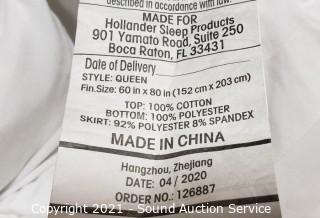 described in accordance with law.
MADE FOR
Hollander Sleep Products
901 Yamato Road, Suite 250
Boca Raton, FL 33431
Date of Delivery
STYLE: QUEEN
Fin.Size: 60 in x 80 in (152 cm x 203 cm)
TOP: 100% COTTON
BOTTOM: 100% POLYESTER
SKIRT: 92% POLYESTER 8% SPANDEX
MADE IN CHINA
Hangzhou, Zhejiang
DATE: 04 / 2020
ORDER NO.: 126887
Copyright 2021 - Sound Auction Service